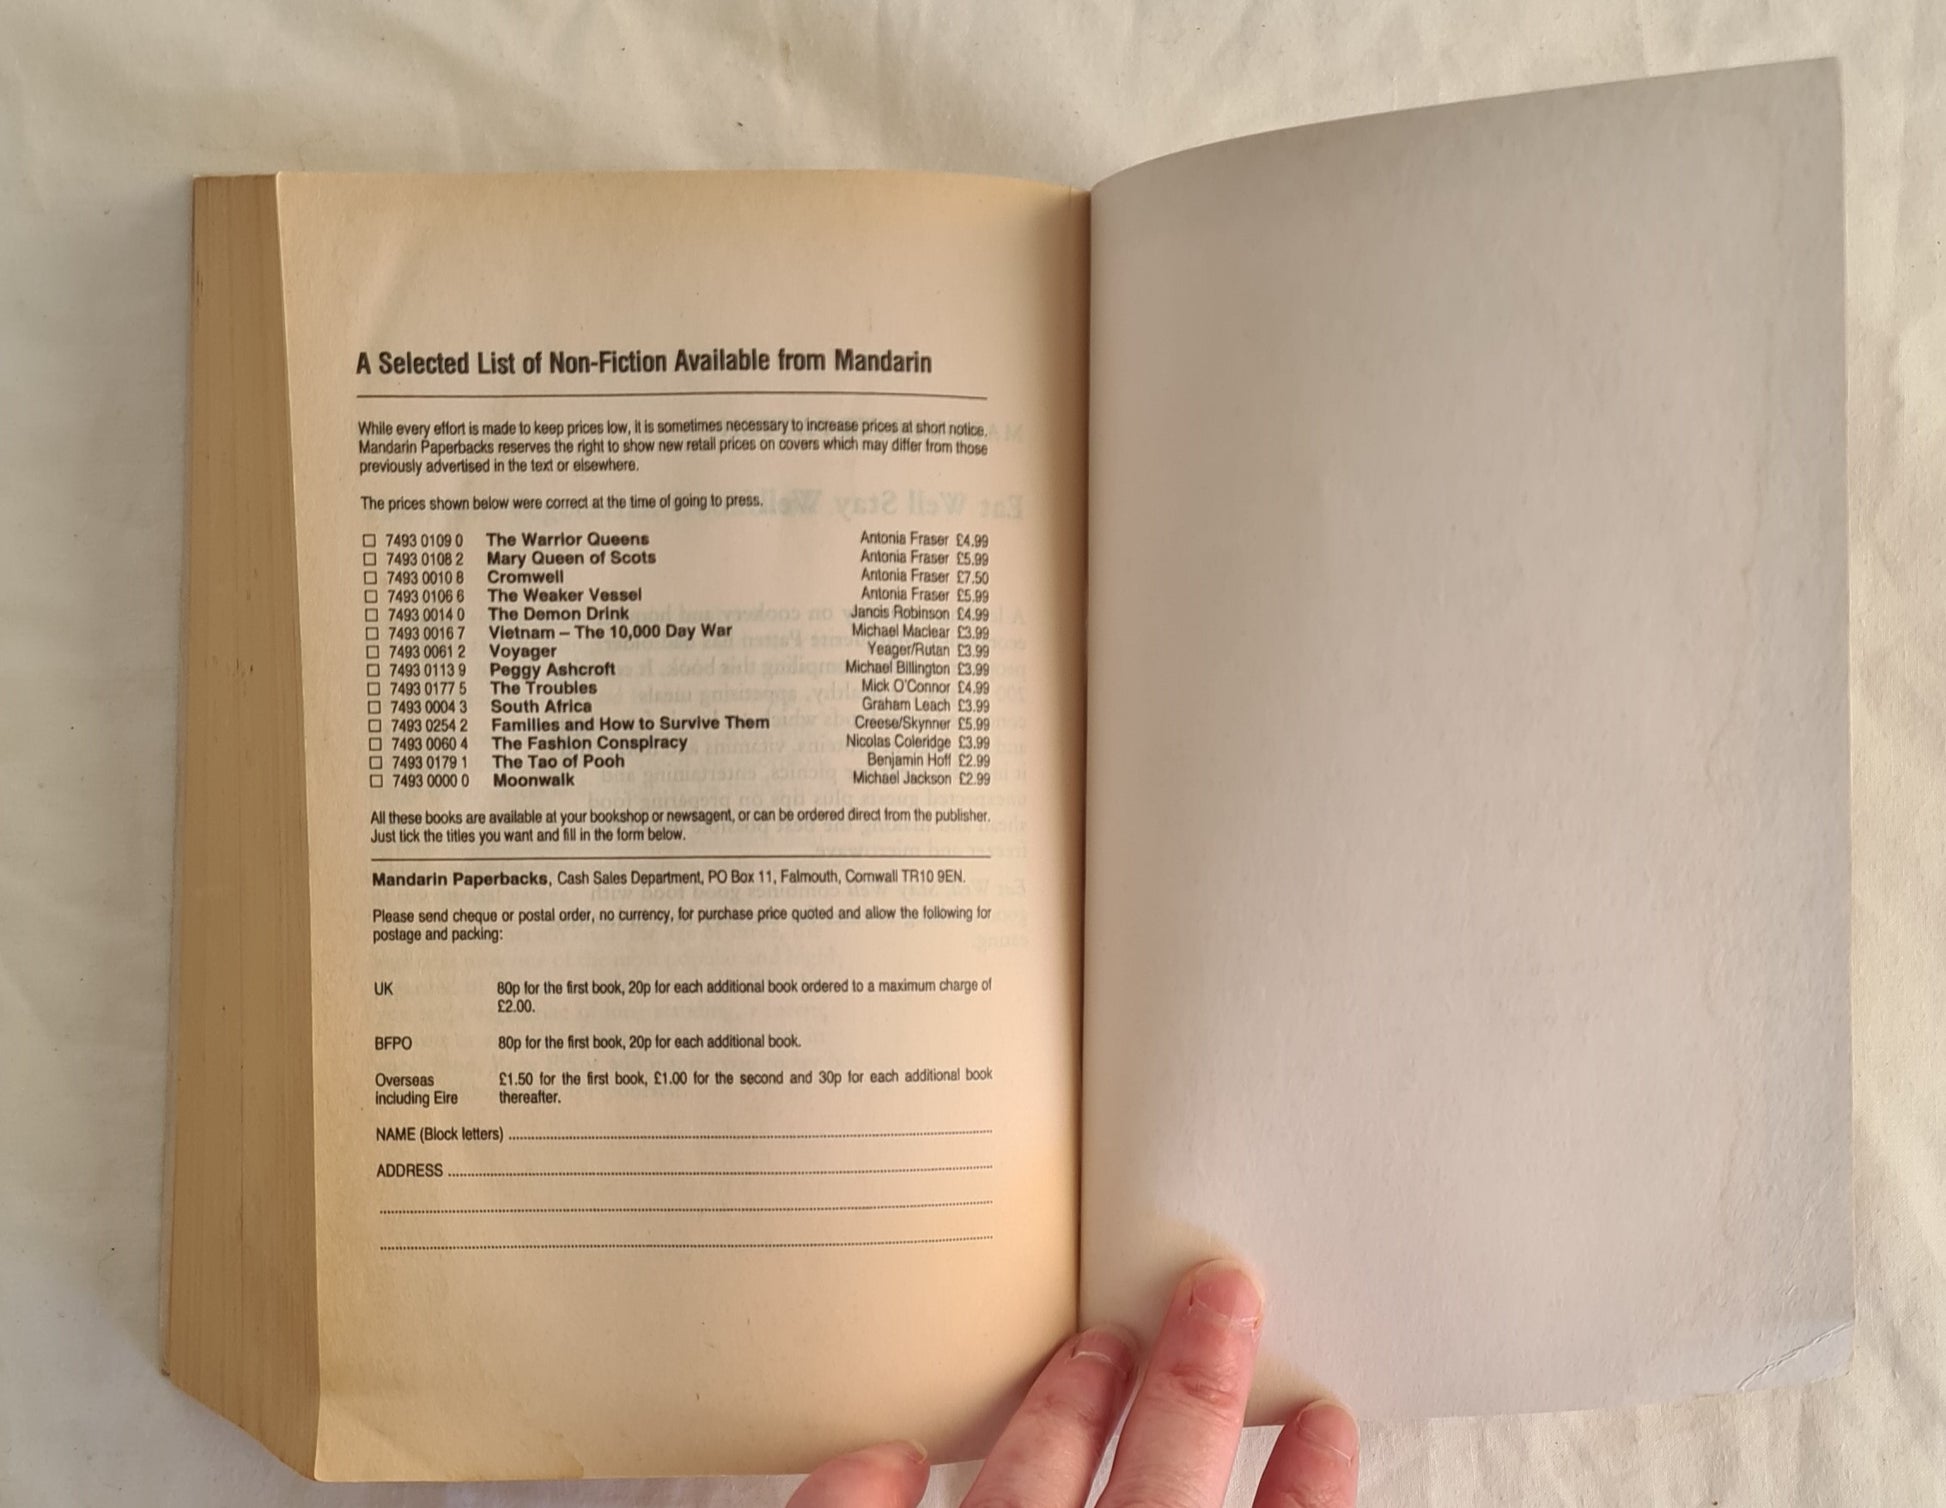 A Selected List of Non-Fiction Available from Mandarin
While every effort is made to keep prices low, it is sometimes necessary to increase prices at short notice.
Mandarin Paperbacks reserves the right to show new retail prices on covers which may differ from those
previously advertised in the text or elsewhere.
The prices shown below were correct at the time of going to press.
☐ 7493 0109 0 The Warrior Queens Antonia Fraser £4.99
☐ 7493 0108 2 Mary Queen of Scots Antonia Fraser £5.99
☐ 7493 0010 8 Cromwell Antonia Fraser £7.50
☐ 7493 0106 6 The Weaker Vessel Antonia Fraser £5.99
☐ 7493 0014 0 The Demon Drink Jancis Robinson £4.99
☐ 7493 0016 7 Vietnam – The 10,000 Day War Michael Maclear £3.99
☐ 7493 0061 2 Voyager Yeager/Rutan £3.99
☐ 7493 0113 9 Peggy Ashcroft Michael Billington £3.99
☐ 7493 0177 5 The Troubles Mick O'Connor £4.99
☐ 7493 0004 3 South Africa Graham Leach £3.99
☐ 7493 0254 2 Families and How to Survive Them Creese/Skynner £5.99
☐ 7493 0060 4 The Fashion Conspiracy Nicolas Coleridge £3.99
☐ 7493 0179 1 The Tao of Pooh Benjamin Hoff £2.99
☐ 7493 0000 0 Moonwalk Michael Jackson £2.99
All these books are available at your bookshop or newsagent, or can be ordered direct from the publisher.
Just tick the titles you want and fill in the form below.
Mandarin Paperbacks, Cash Sales Department, PO Box 11, Falmouth, Cornwall TR10 9EN.
Please send cheque or postal order, no currency, for purchase price quoted and allow the following for
postage and packing:
UK 80p for the first book, 20p for each additional book ordered to a maximum charge of
£2.00.
BFPO 80p for the first book, 20p for each additional book.
Overseas £1.50 for the first book, £1.00 for the second and 30p for each additional book
including Eire thereafter.
NAME (Block letters)
ADDRESS